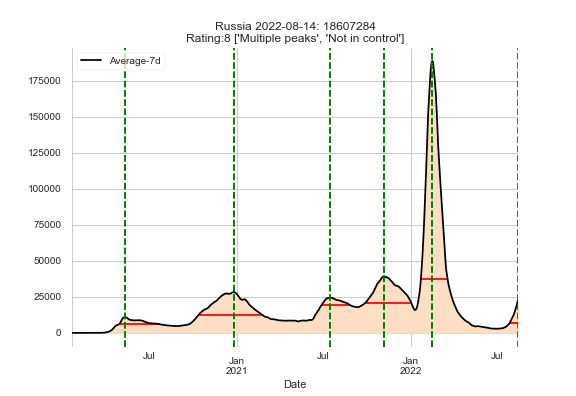 Russia 2022-08-14: 18607284
Rating:8 ['Multiple peaks', 'Not in control']
Average-7d
175000
150000
125000
100000
75000
50000
25000
0
Jul
Jan
2021
Jul
Jan
2022
Jul
Date